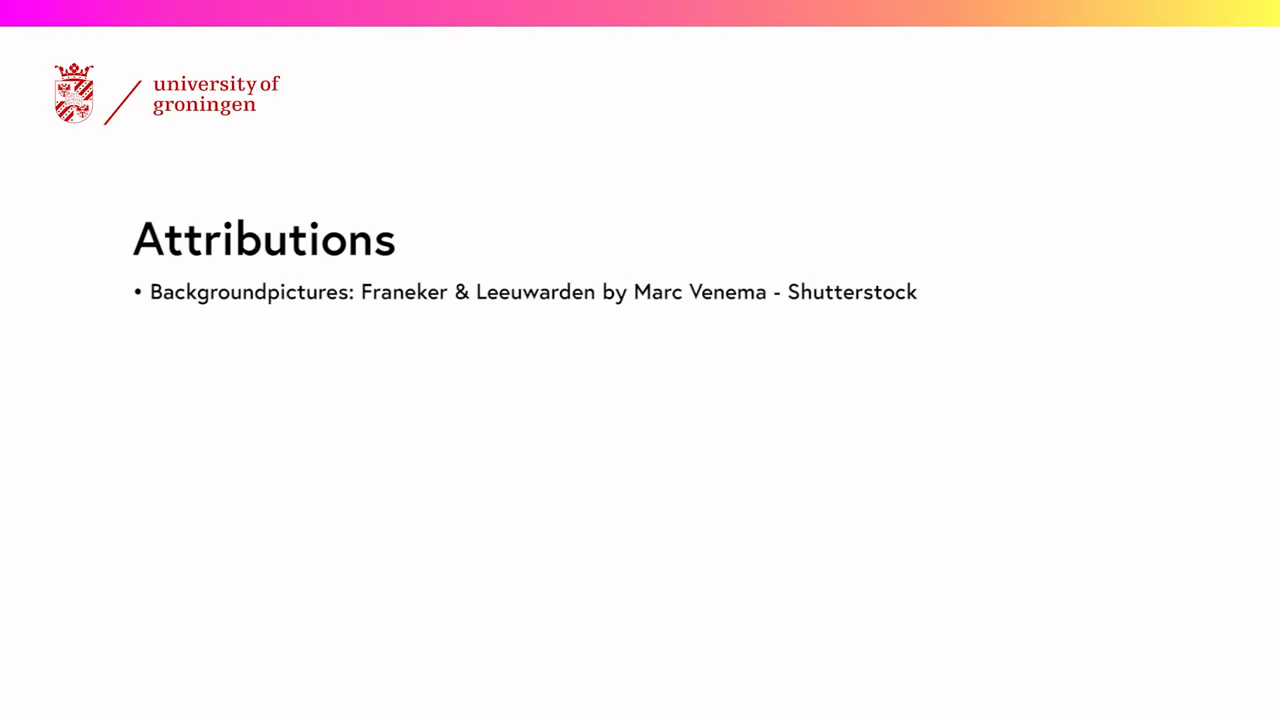 university of
groningen
Attributions
• Backgroundpictures: Franeker & Leeuwarden by Marc Venema - Shutterstock